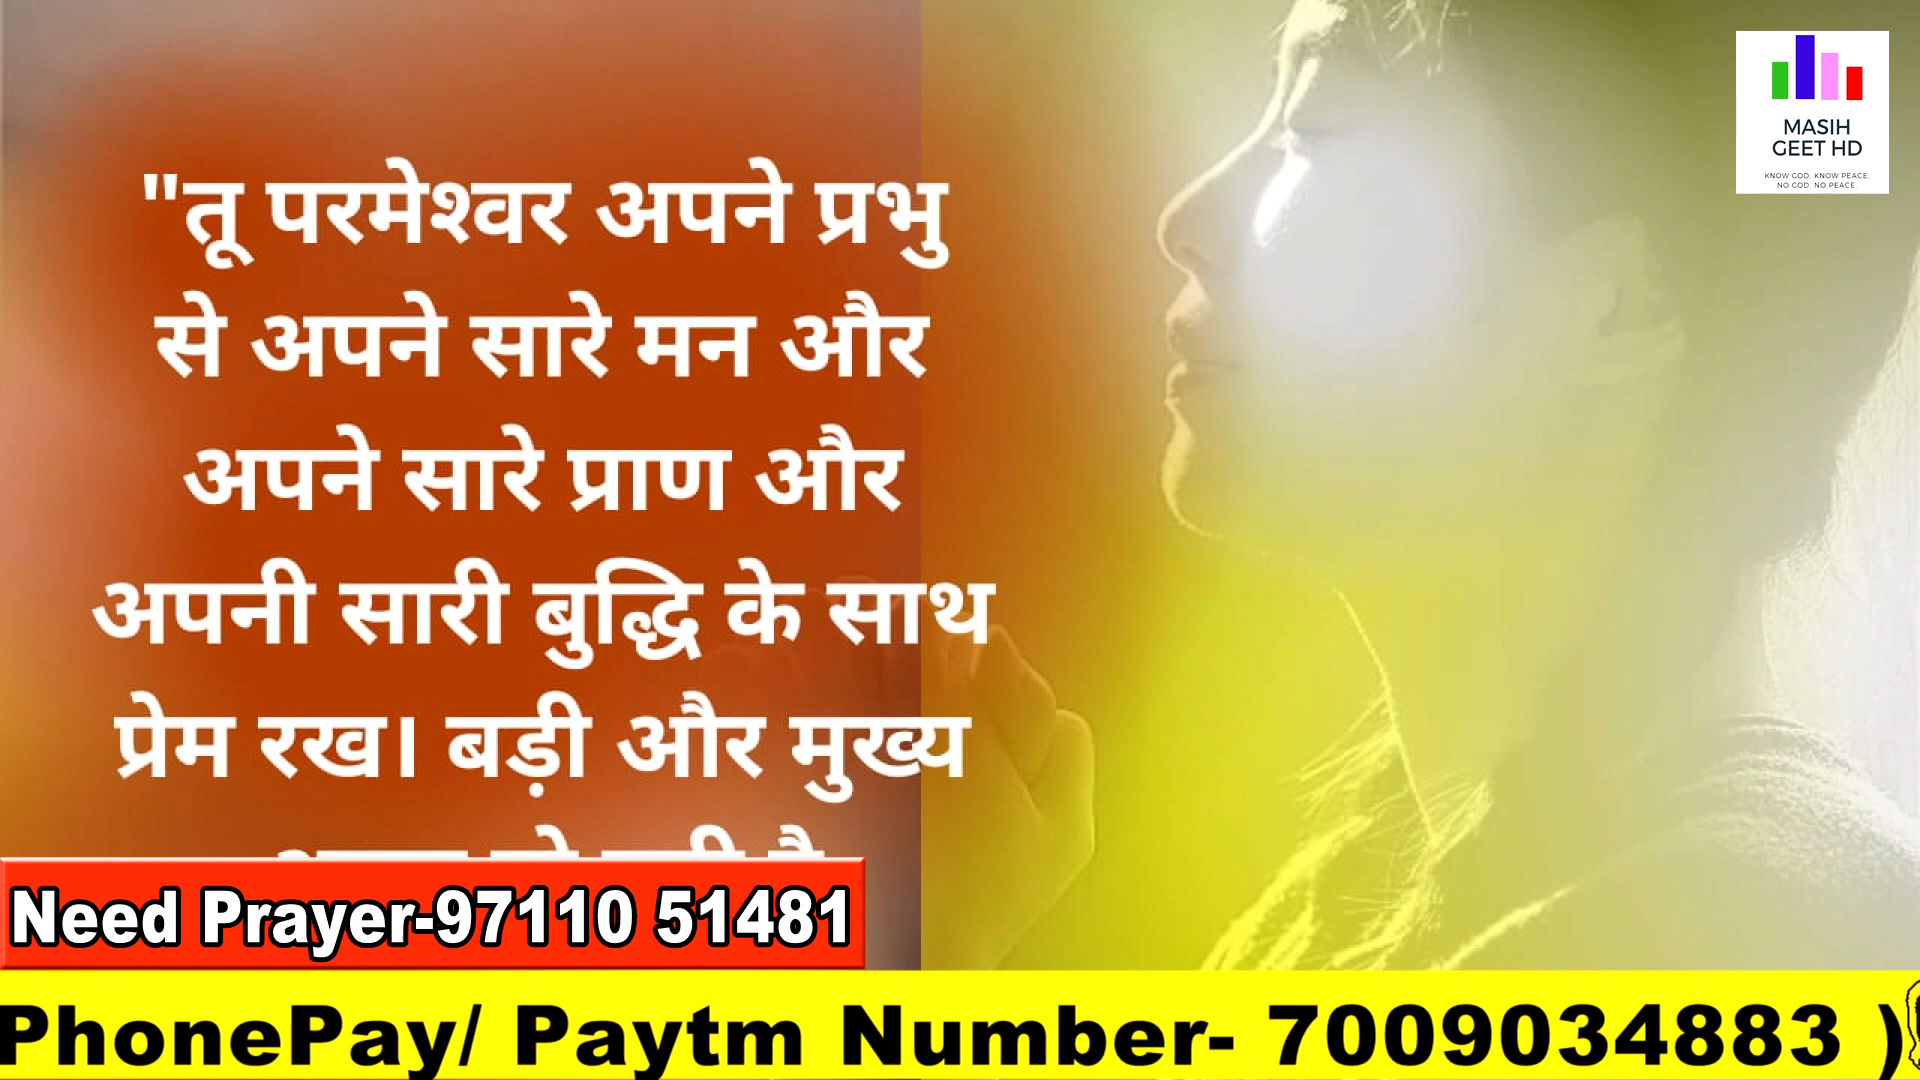 "तू परमेश्वर अपने प्रभु
से अपने सारे मन और
अपने सारे प्राण और
अपनी सारी बुद्धि के साथ
प्रेम रख। बड़ी और मुख्य
MASIH
GEET HD
KNOW GOD. KNOW PEACE.
NO GOD. NO PEACE.
Need Prayer-97110 51481
PhonePay/ Paytm Number- 7009034883 )